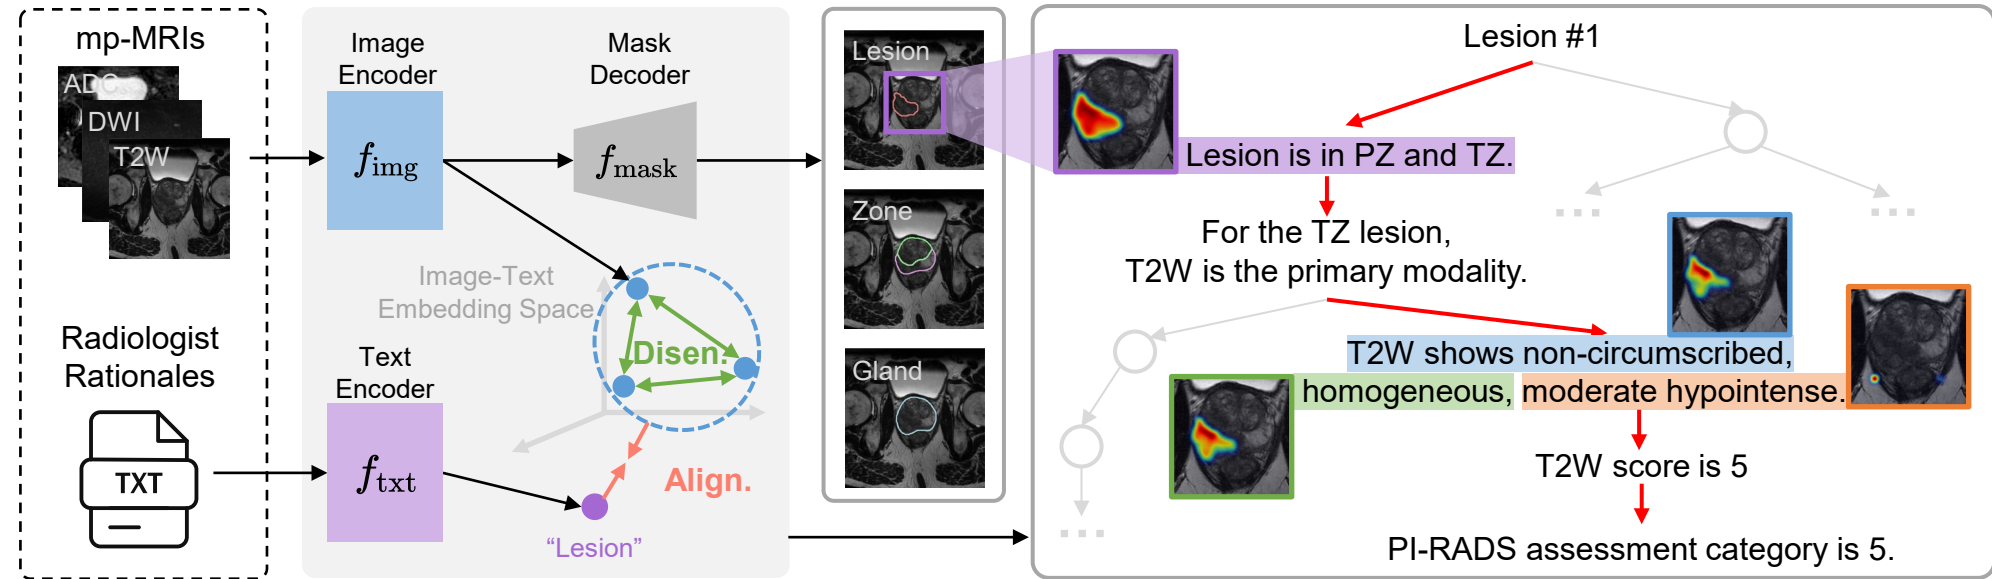 mp-MRIs
ADC
DWI
T2W
Radiologist
Rationales
TXT
Image
Encoder
f_img
Mask
Decoder
f_mask
Image-Text
Embedding Space
Disen.
Text
Encoder
f_txt
Align.
“Lesion”
Lesion
Zone
Gland
Lesion #1
Lesion is in PZ and TZ.
For the TZ lesion,
T2W is the primary modality.
T2W shows non-circumscribed,
homogeneous, moderate hypointense.
T2W score is 5
PI-RADS assessment category is 5.